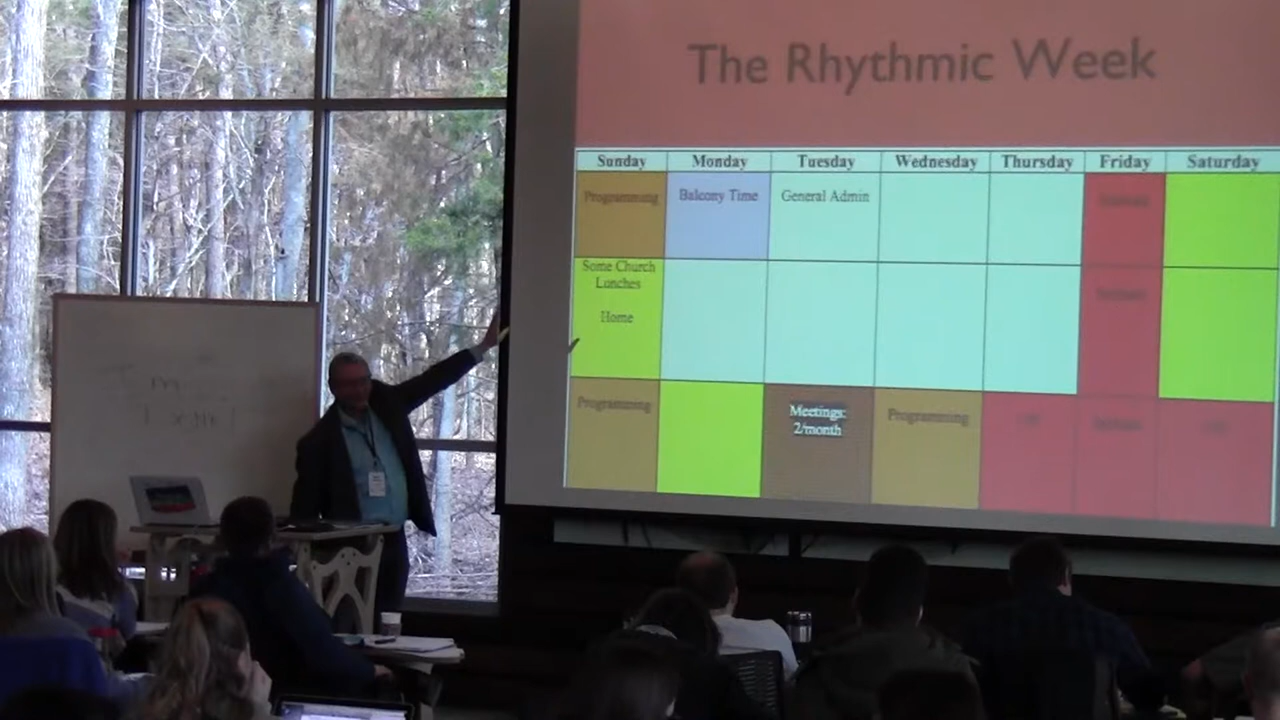 The Rhythmic Week
Sunday Monday Tuesday Wednesday Thursday Friday Saturday
Programming Balcony Time General Admin
Some Church
Lunches
Home
Programming Meetings: Programming
2/month